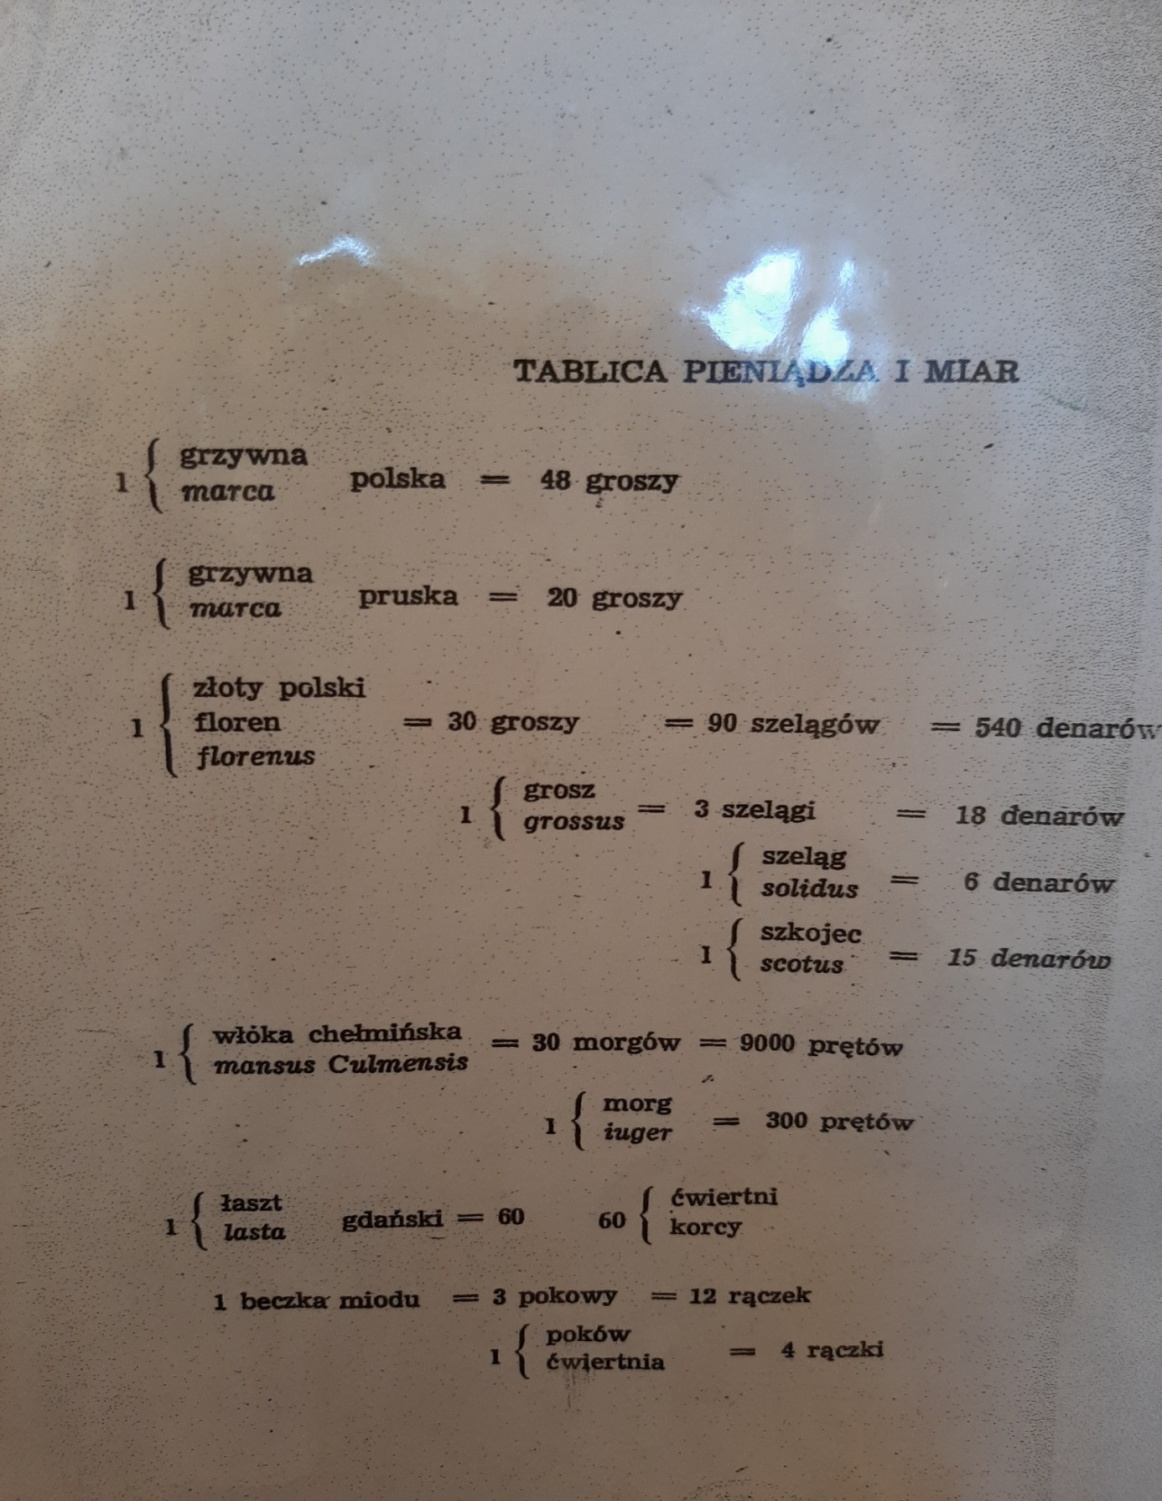 TABLICA PIENIĄDZA I MIAR
grzywna
1 { polska = 48 groszy
marca
grzywna
1 { pruska = 20 groszy
marca
złoty polski
1 { floren = 30 groszy = 90 szelągów = 540 denarów
florenus
grosz
1 { = 3 szelągi = 18 denarów
grossus
szeląg
1 { = 6 denarów
solidus
szkojec
1 { = 15 denarów
scotus
włóka chełmińska
1 { = 30 morgów = 9000 prętów
mansus Culmensis
morg
1 { = 300 prętów
iuger
łaszt ćwiertni
1 { gdański = 60 60 {
lasta korcy
1 beczka miodu = 3 pokowy = 12 rączek
poków
1 { = 4 rączki
ćwiertnia